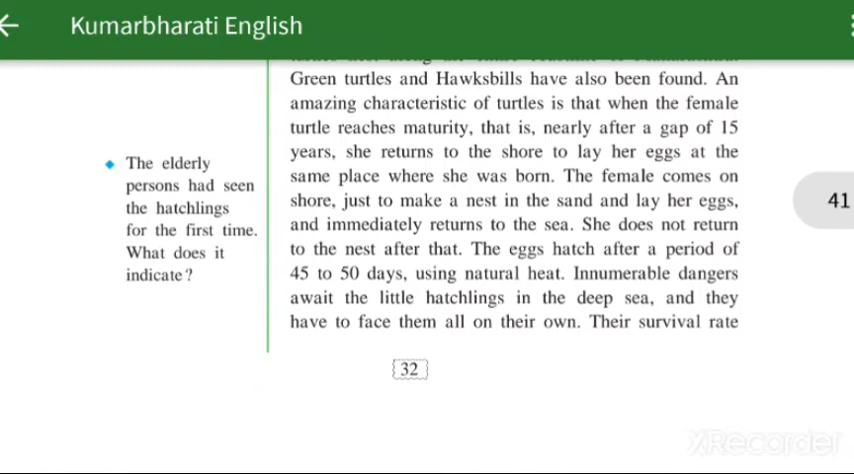 Kumarbharati English
Green turtles and Hawksbills have also been found. An
amazing characteristic of turtles is that when the female
turtle reaches maturity, that is, nearly after a gap of 15
years, she returns to the shore to lay her eggs at the
same place where she was born. The female comes on
shore, just to make a nest in the sand and lay her eggs,
and immediately returns to the sea. She does not return
to the nest after that. The eggs hatch after a period of
45 to 50 days, using natural heat. Innumerable dangers
await the little hatchlings in the deep sea, and they
have to face them all on their own. Their survival rate
The elderly
persons had seen
the hatchlings
for the first time.
What does it
indicate?
41
32
XRecorder